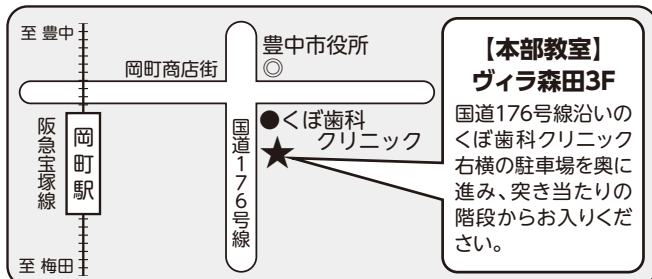 至 豊中
岡町商店街
豊中市役所
◎
阪急宝塚線
岡町駅
国道176号線
●くぼ歯科
クリニック
★
至 梅田
【本部教室】
ヴィラ森田3F
国道176号線沿いの
くぼ歯科クリニック
右横の駐車場を奥に
進み、突き当たりの
階段からお入りくだ
さい。